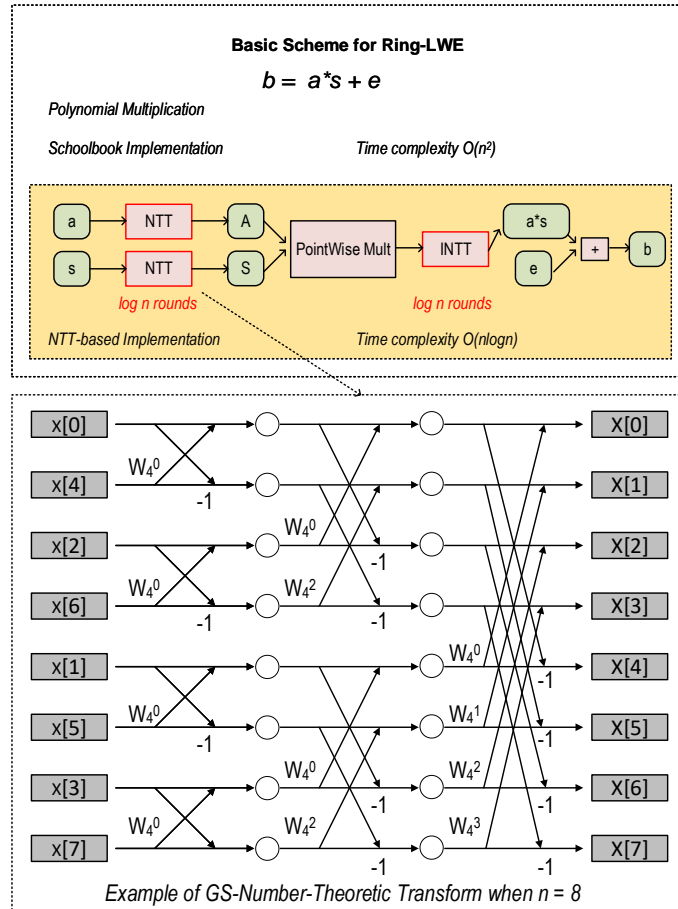 Basic Scheme for Ring-LWE
b = a*s + e
Polynomial Multiplication
Schoolbook Implementation Time complexity O(n²)
a NTT A PointWise Mult INTT a*s + b
s NTT S e
log n rounds log n rounds
NTT-based Implementation Time complexity O(nlogn)
x[0] X[0]
W₄⁰
x[4] -1 X[1]
W₄⁰
x[2] -1 X[2]
W₄⁰ W₄²
x[6] -1 -1 X[3]
W₄⁰
x[1] -1 X[4]
W₄⁰ W₄¹
x[5] -1 -1 X[5]
W₄⁰ W₄²
x[3] -1 -1 X[6]
W₄⁰ W₄² W₄³
x[7] -1 -1 -1 X[7]
Example of GS-Number-Theoretic Transform when n = 8